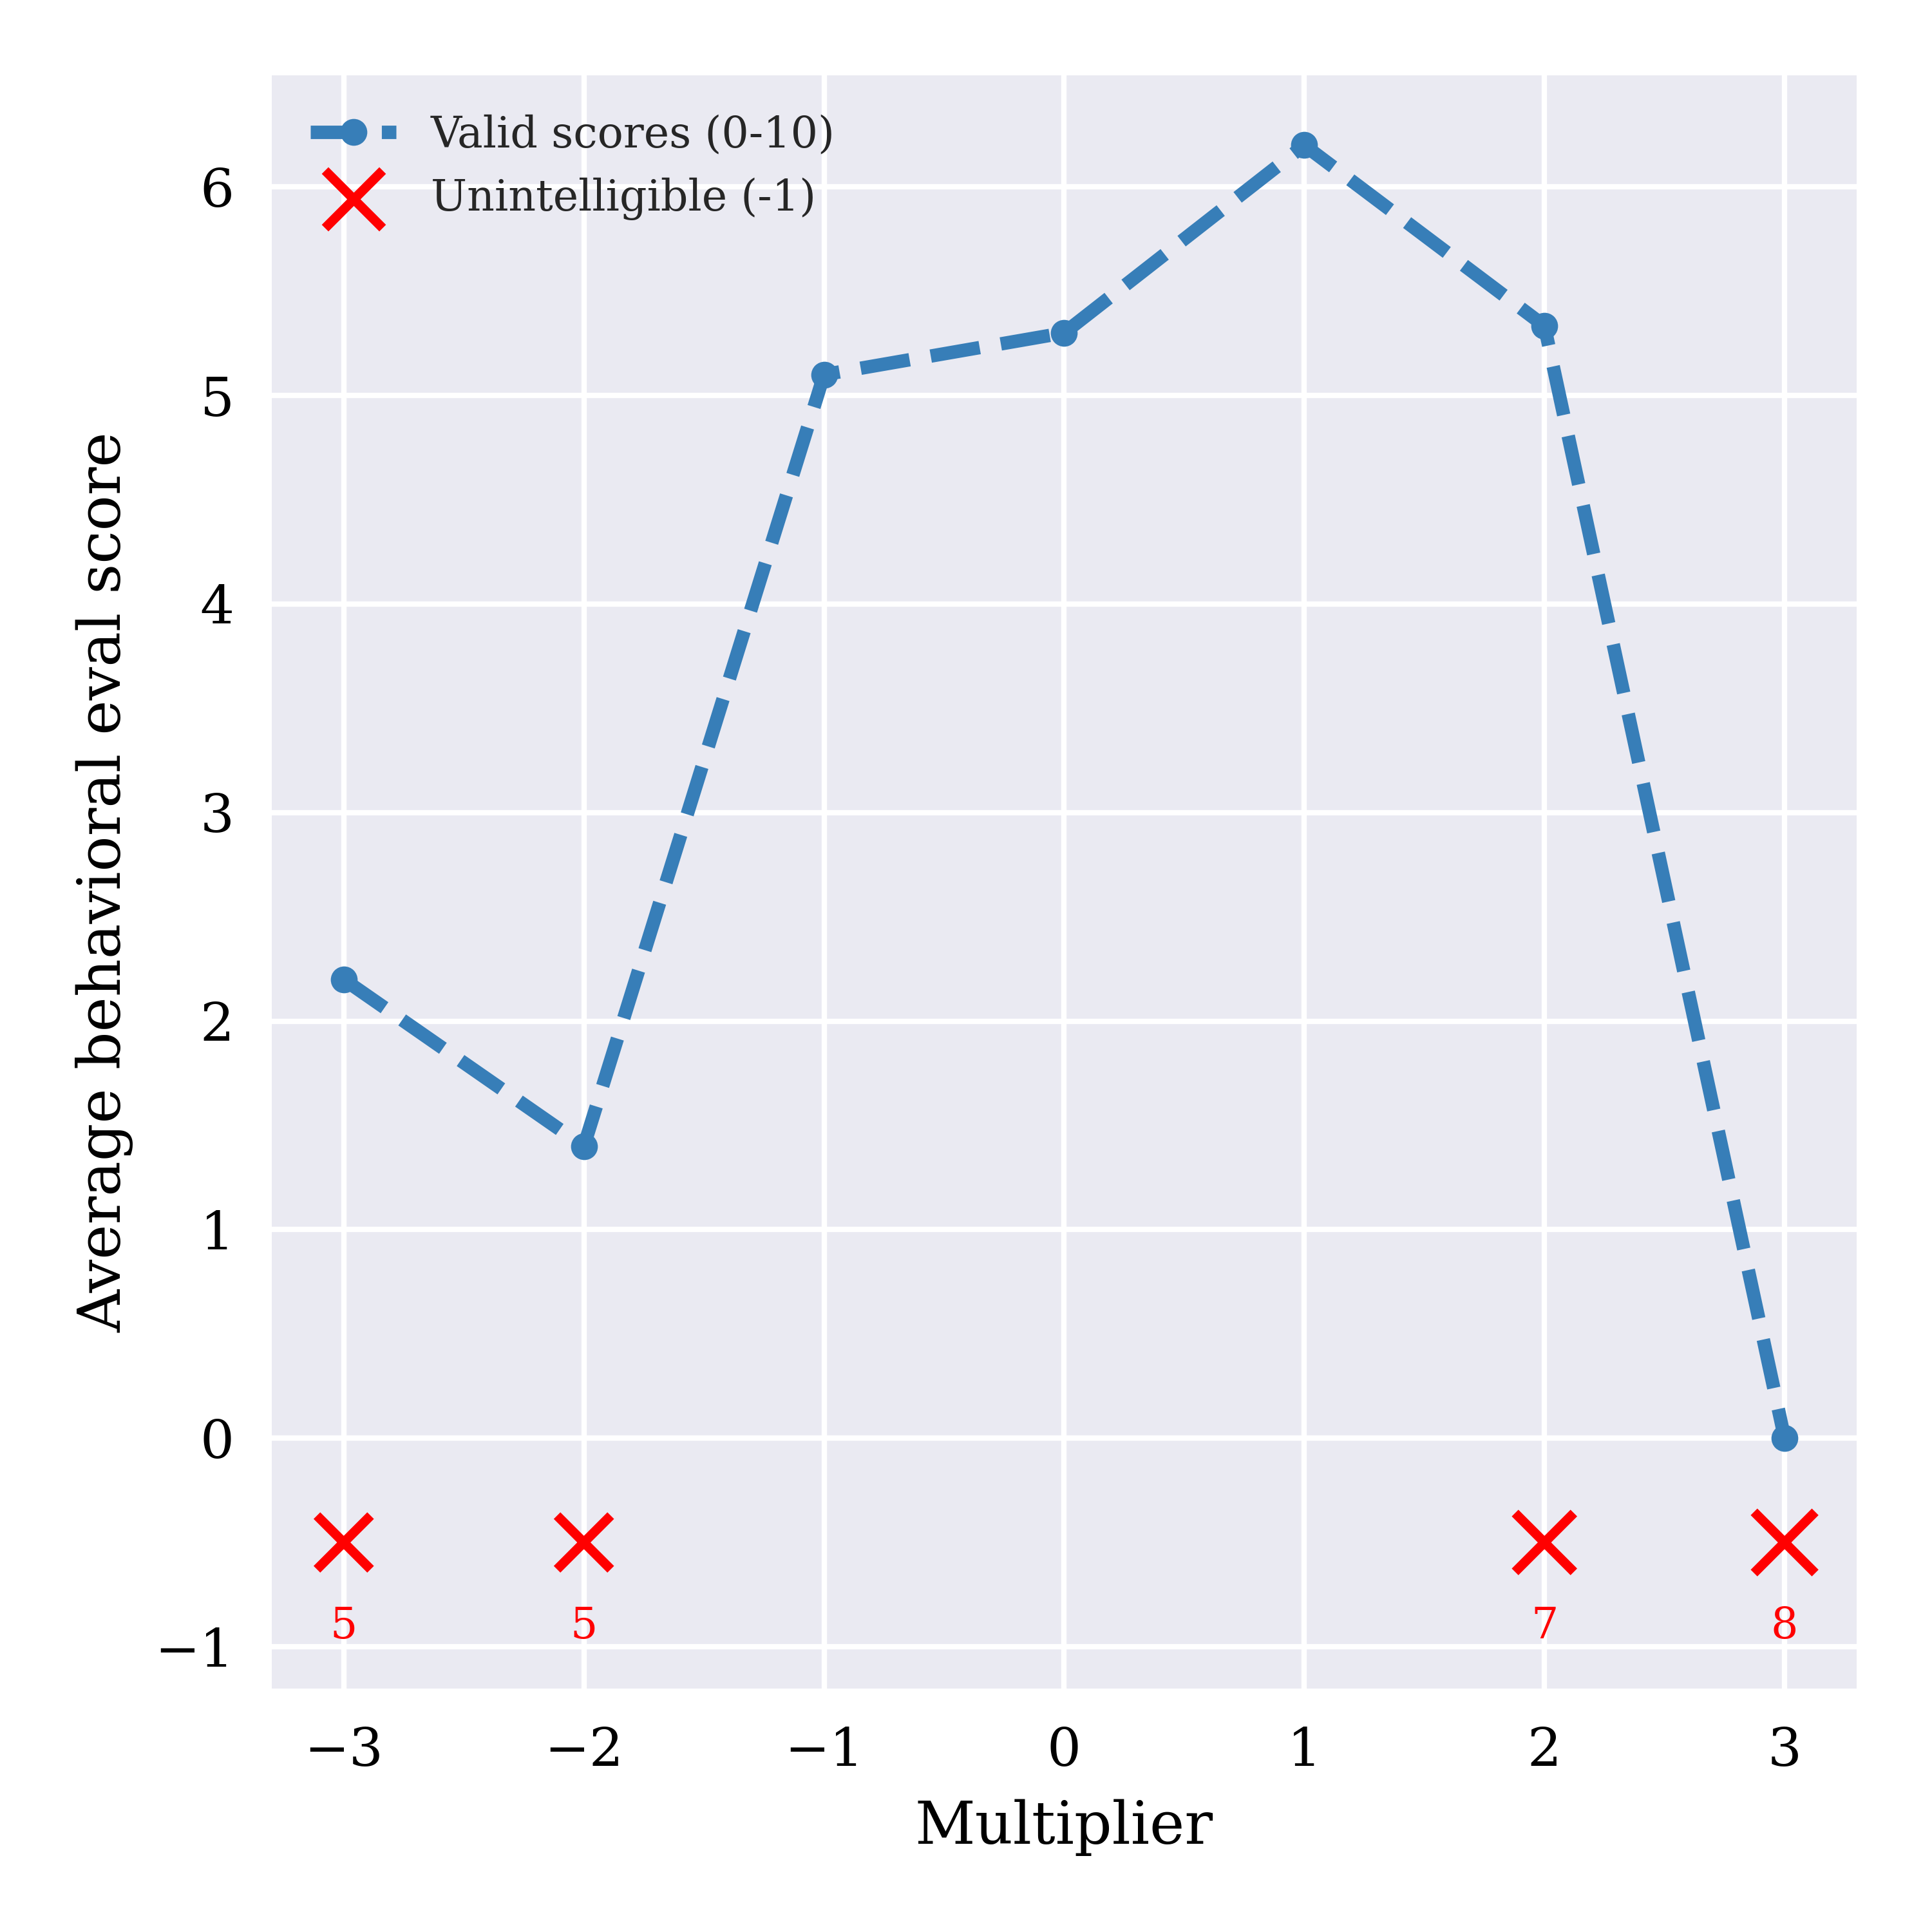 Valid scores (0-10)
Unintelligible (-1)
6
5
4
3
2
1
0
−1
Average behavioral eval score
5 5 7 8
−3 −2 −1 0 1 2 3
Multiplier